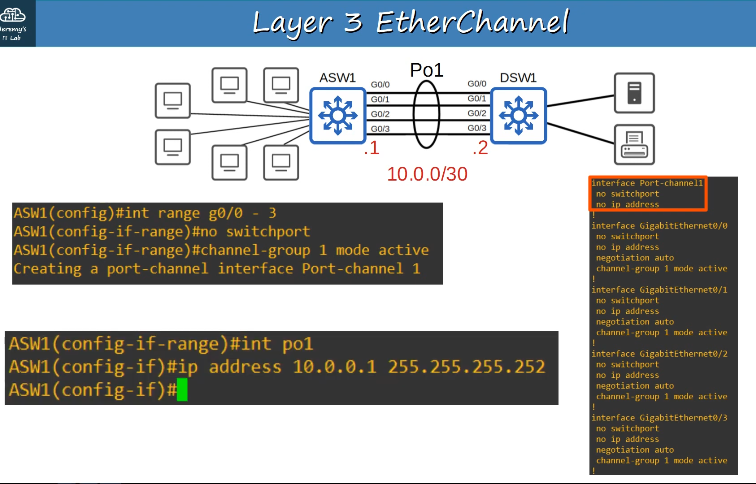 Jeremy's
IT Lab
Layer 3 EtherChannel
ASW1
Po1
DSW1
G0/0
G0/1
G0/2
G0/3
G0/0
G0/1
G0/2
G0/3
.1
.2
10.0.0/30
ASW1(config)#int range g0/0 - 3
ASW1(config-if-range)#no switchport
ASW1(config-if-range)#channel-group 1 mode active
Creating a port-channel interface Port-channel 1
ASW1(config-if-range)#int po1
ASW1(config-if)#ip address 10.0.0.1 255.255.255.252
ASW1(config-if)#
interface Port-channel1
no switchport
no ip address
!
interface GigabitEthernet0/0
no switchport
no ip address
negotiation auto
channel-group 1 mode active
!
interface GigabitEthernet0/1
no switchport
no ip address
negotiation auto
channel-group 1 mode active
!
interface GigabitEthernet0/2
no switchport
no ip address
negotiation auto
channel-group 1 mode active
!
interface GigabitEthernet0/3
no switchport
no ip address
negotiation auto
channel-group 1 mode active
!